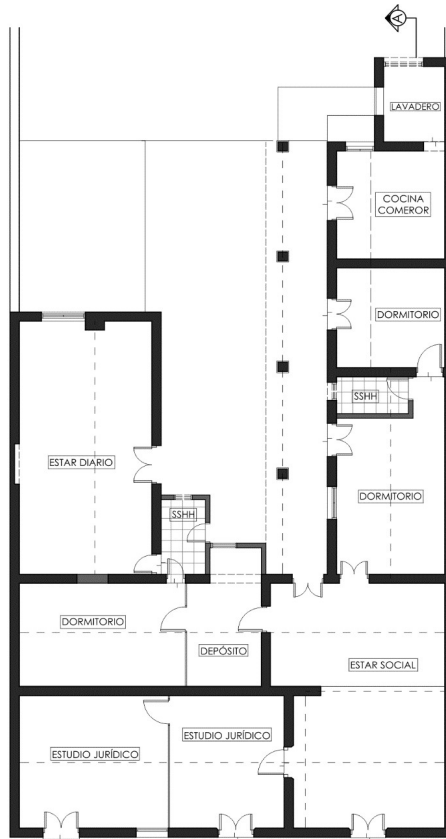 A
LAVADERO
COCINA
COMEROR
DORMITORIO
SSHH
DORMITORIO
ESTAR DIARIO
SSHH
DORMITORIO
DEPÓSITO
ESTAR SOCIAL
ESTUDIO JURÍDICO
ESTUDIO JURÍDICO